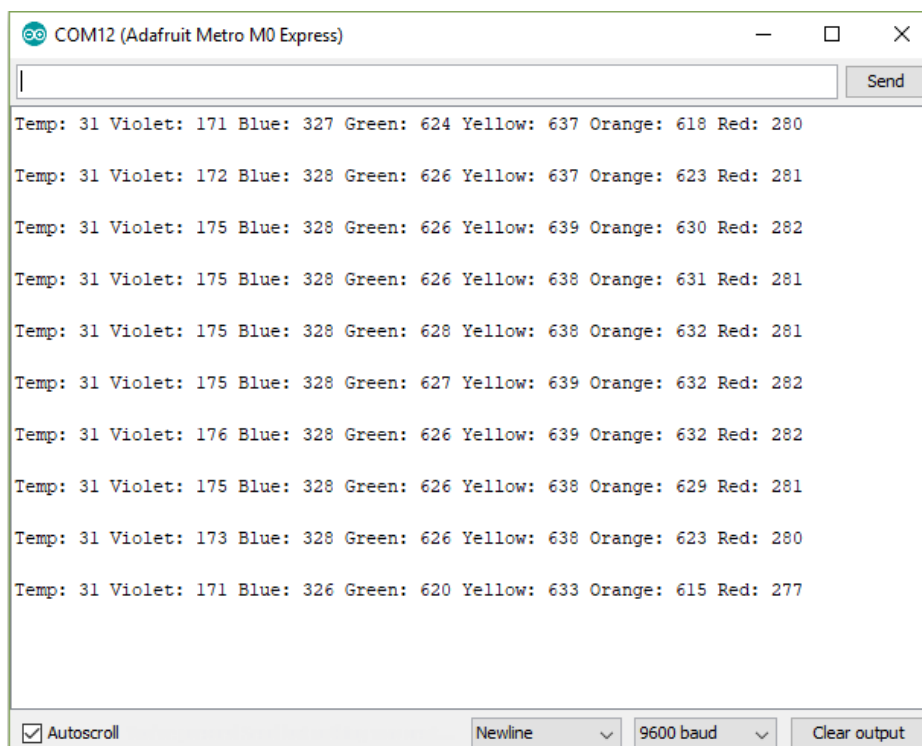 COM12 (Adafruit Metro M0 Express)
Send
Temp: 31 Violet: 171 Blue: 327 Green: 624 Yellow: 637 Orange: 618 Red: 280
Temp: 31 Violet: 172 Blue: 328 Green: 626 Yellow: 637 Orange: 623 Red: 281
Temp: 31 Violet: 175 Blue: 328 Green: 626 Yellow: 639 Orange: 630 Red: 282
Temp: 31 Violet: 175 Blue: 328 Green: 626 Yellow: 638 Orange: 631 Red: 281
Temp: 31 Violet: 175 Blue: 328 Green: 628 Yellow: 638 Orange: 632 Red: 281
Temp: 31 Violet: 175 Blue: 328 Green: 627 Yellow: 639 Orange: 632 Red: 282
Temp: 31 Violet: 176 Blue: 328 Green: 626 Yellow: 639 Orange: 632 Red: 282
Temp: 31 Violet: 175 Blue: 328 Green: 626 Yellow: 638 Orange: 629 Red: 281
Temp: 31 Violet: 173 Blue: 328 Green: 626 Yellow: 638 Orange: 623 Red: 280
Temp: 31 Violet: 171 Blue: 326 Green: 620 Yellow: 633 Orange: 615 Red: 277
Autoscroll Newline 9600 baud Clear output